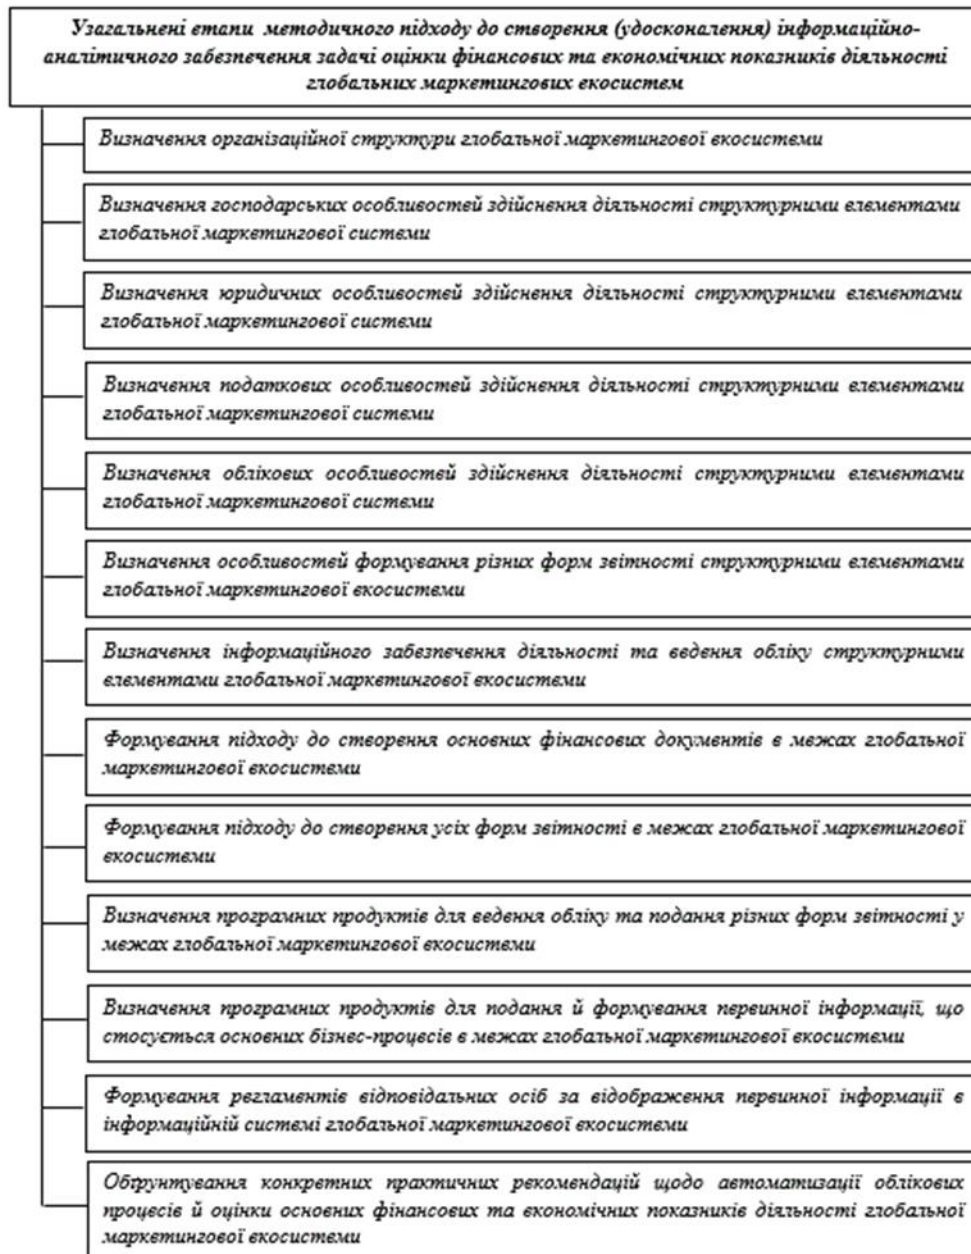 Узагальнені етапи методичного підходу до створення (удосконалення) інформаційно-
аналітичного забезпечення задачі оцінки фінансових та економічних показників діяльності
глобальних маркетингових екосистем
Визначення організаційної структури глобальної маркетингової екосистеми
Визначення господарських особливостей здійснення діяльності структурними елементами
глобальної маркетингової системи
Визначення юридичних особливостей здійснення діяльності структурними елементами
глобальної маркетингової системи
Визначення податкових особливостей здійснення діяльності структурними елементами
глобальної маркетингової системи
Визначення облікових особливостей здійснення діяльності структурними елементами
глобальної маркетингової системи
Визначення особливостей формування різних форм звітності структурними елементами
глобальної маркетингової екосистеми
Визначення інформаційного забезпечення діяльності та ведення обліку структурними
елементами глобальної маркетингової екосистеми
Формування підходу до створення основних фінансових документів в межах глобальної
маркетингової екосистеми
Формування підходу до створення усіх форм звітності в межах глобальної маркетингової
екосистеми
Визначення програмних продуктів для ведення обліку та подання різних форм звітності у
межах глобальної маркетингової екосистеми
Визначення програмних продуктів для подання й формування первинної інформації, що
стосується основних бізнес-процесів в межах глобальної маркетингової екосистеми
Формування регламентів відповідальних осіб за відображення первинної інформації в
інформаційній системі глобальної маркетингової екосистеми
Обґрунтування конкретних практичних рекомендацій щодо автоматизації облікових
процесів й оцінки основних фінансових та економічних показників діяльності глобальної
маркетингової екосистеми